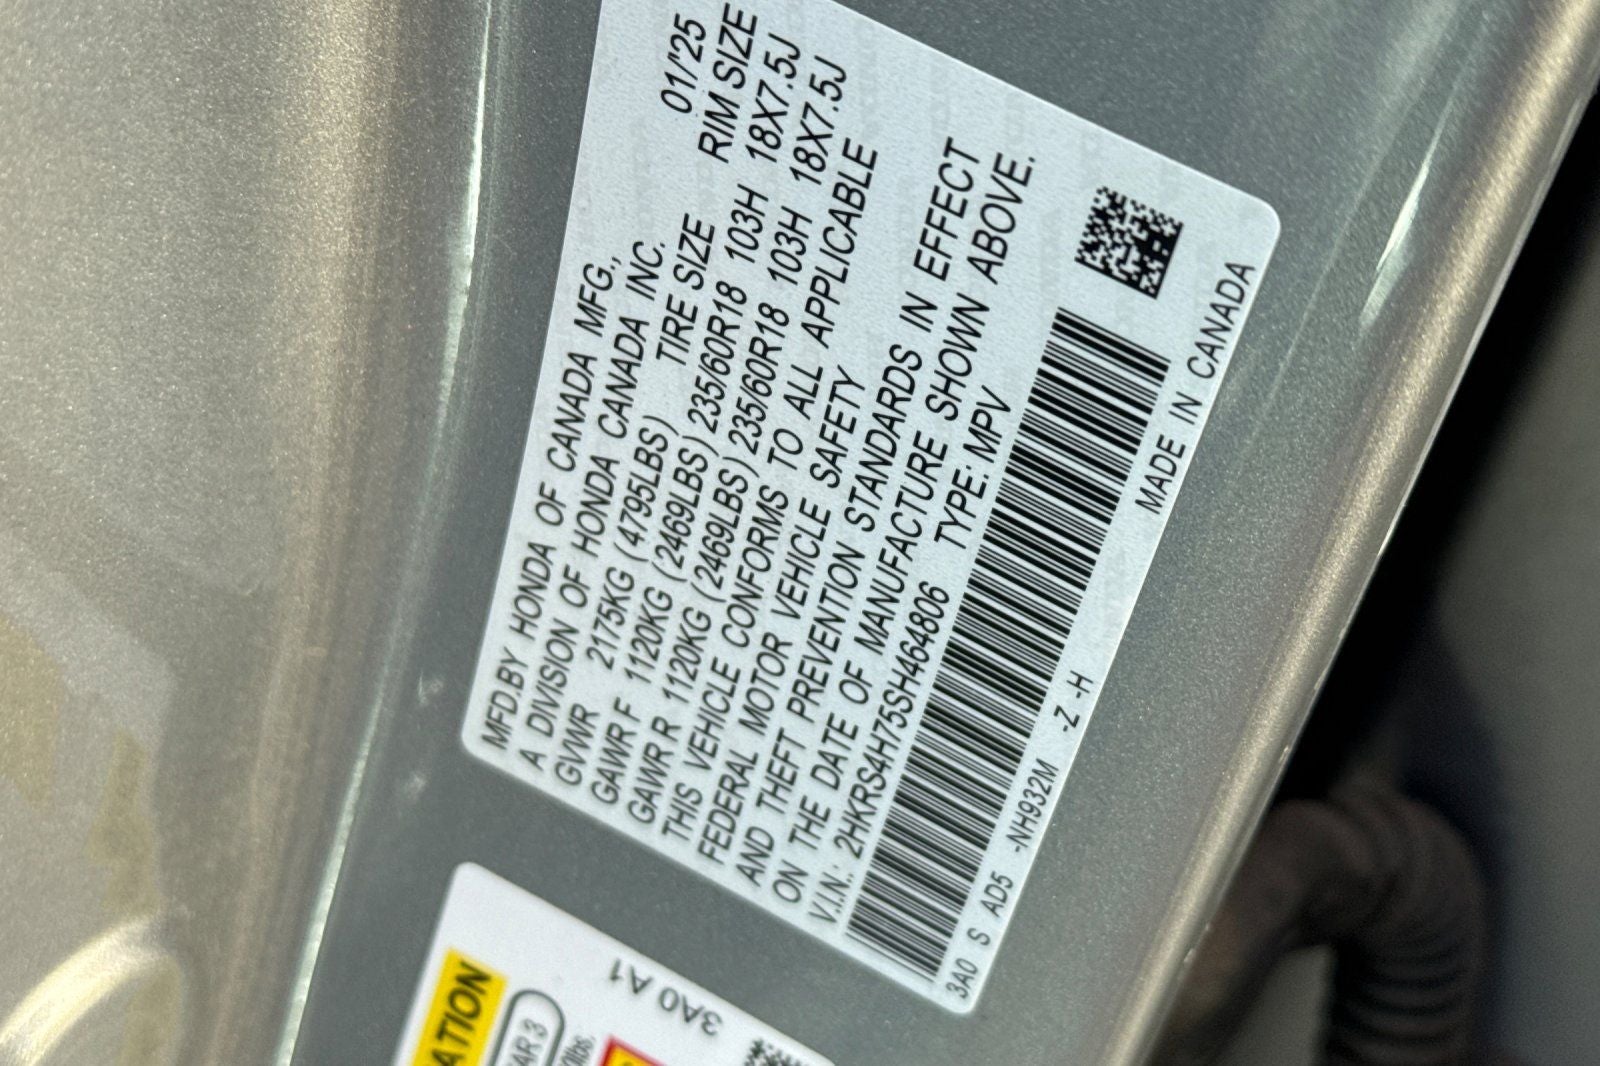 MFD.BY HONDA OF CANADA MFG., 01/'25
A DIVISION OF HONDA CANADA INC.
GVWR 2175KG (4795LBS) TIRE SIZE RIM SIZE
GAWR F 1120KG (2469LBS) 235/60R18 103H 18X7.5J
GAWR R 1120KG (2469LBS) 235/60R18 103H 18X7.5J
THIS VEHICLE CONFORMS TO ALL APPLICABLE
FEDERAL MOTOR VEHICLE SAFETY
AND THEFT PREVENTION STANDARDS IN EFFECT
ON THE DATE OF MANUFACTURE SHOWN ABOVE.
V.I.N.: 2HKRS4H75SH464806 TYPE: MPV
3A0 S AD5 -NH932M -Z -H MADE IN CANADA
3A0 A1